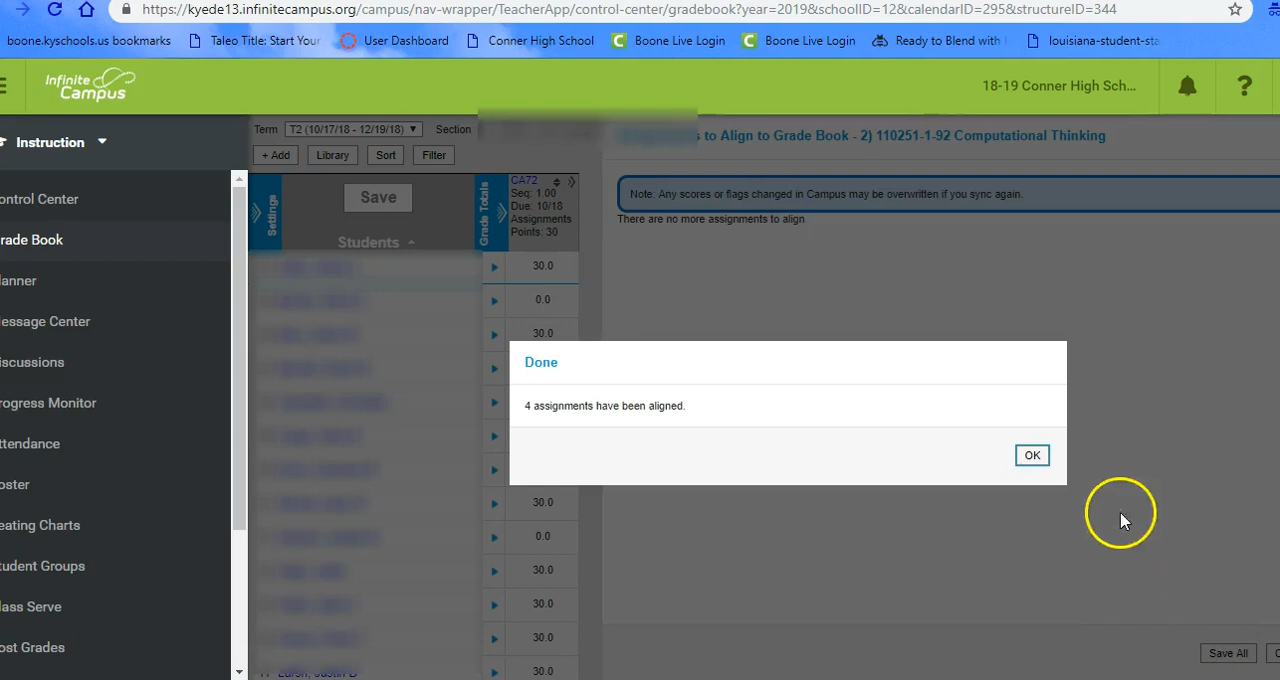 https://kyede13.infinitecampus.org/campus/nav-wrapper/TeacherApp/control-center/gradebook?year=2019&schoolID=12&calendarID=295&structureID=344
boone.kyschools.us bookmarks Taleo Title: Start Your User Dashboard Conner High School Boone Live Login Boone Live Login Ready to Blend with louisiana-student-sta
Infinite Campus
18-19 Conner High Sch...
?
Instruction
ontrol Center
rade Book
lanner
essage Center
iscussions
rogress Monitor
ttendance
oster
eating Charts
tudent Groups
lass Serve
ost Grades
Term T2 (10/17/18 - 12/19/18) Section
+ Add Library Sort Filter
Settings
Save
Students
Grade Totals
CA72
Seq: 1.00
Due: 10/18
Assignments
Points: 30
30.0
0.0
30.0
30.0
0.0
30.0
30.0
30.0
30.0
s to Align to Grade Book - 2) 110251-1-92 Computational Thinking
Note: Any scores or flags changed in Campus may be overwritten if you sync again.
There are no more assignments to align
Done
4 assignments have been aligned.
OK
Save All C